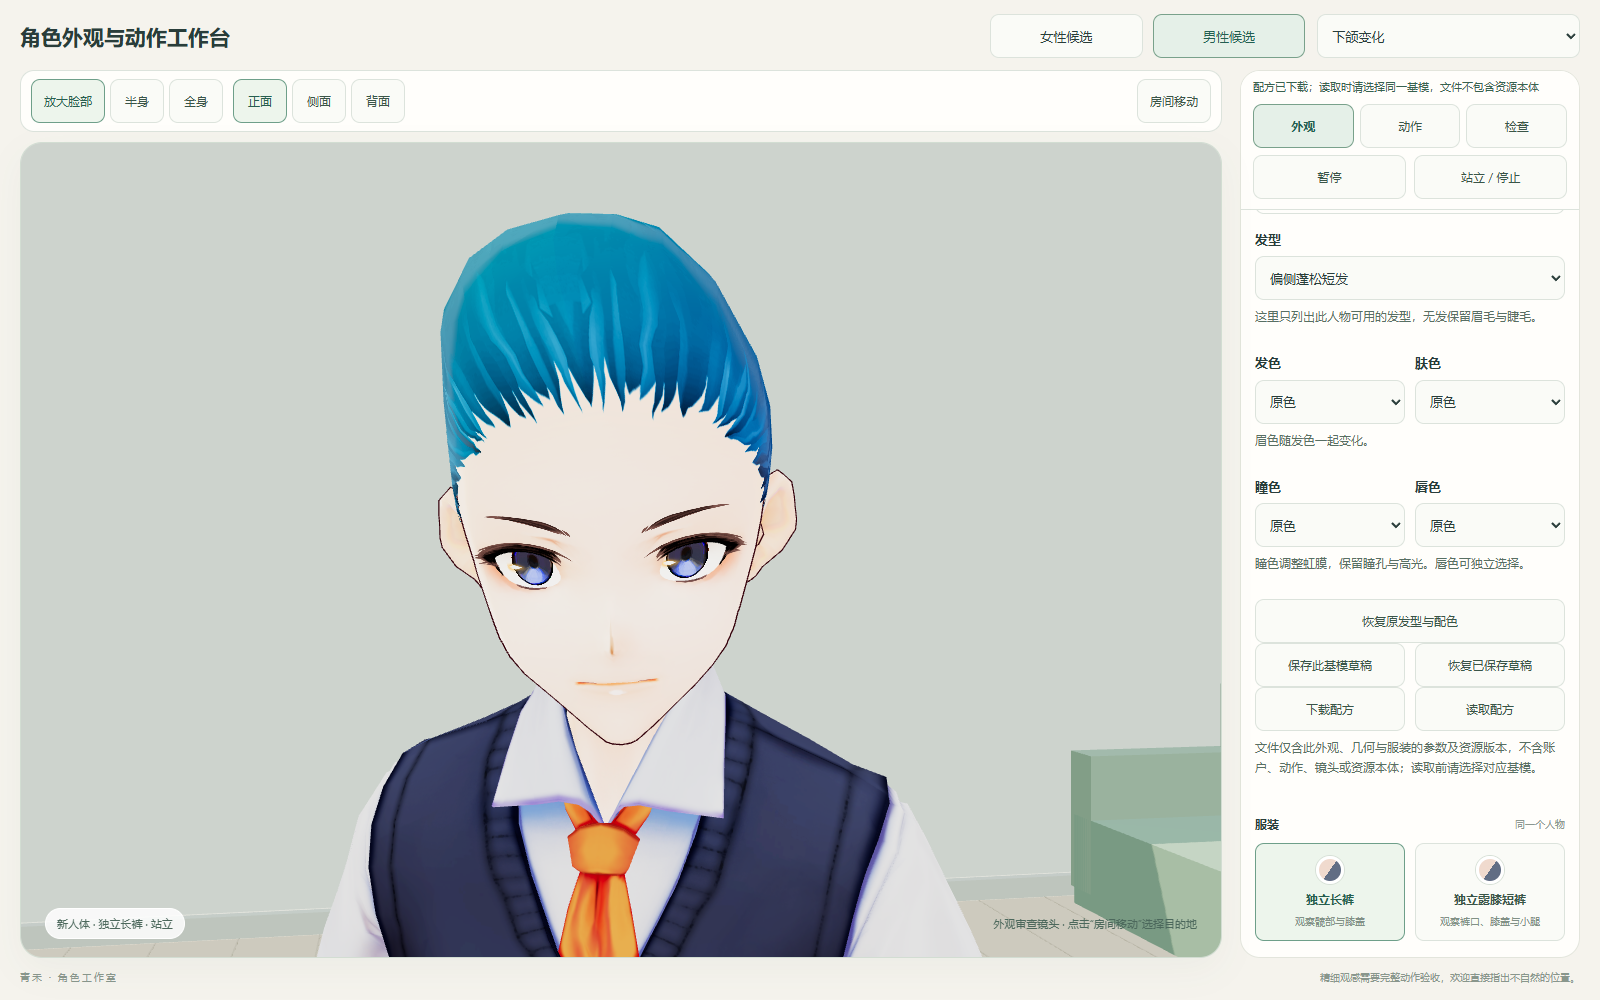 角色外观与动作工作台
女性候选
男性候选
下颌变化
放大脸部
半身
全身
正面
侧面
背面
房间移动
配方已下载；读取时请选择同一基模，文件不包含资源本体
外观
动作
检查
暂停
站立 / 停止
发型
偏侧蓬松短发
这里只列出此人物可用的发型，无发保留眉毛与睫毛。
发色
肤色
原色
原色
眉色随发色一起变化。
瞳色
唇色
原色
原色
瞳色调整虹膜，保留瞳孔与高光。唇色可独立选择。
恢复原发型与配色
保存此基模草稿
恢复已保存草稿
下载配方
读取配方
文件仅含此外观、几何与服装的参数及资源版本，不含账
户、动作、镜头或资源本体；读取前请选择对应基模。
服装
同一个人物
独立长裤
观察髋部与膝盖
独立露膝短裤
观察裤口、膝盖与小腿
新人体 · 独立长裤 · 站立
外观审查镜头 · 点击“房间移动”选择目的地
青禾 · 角色工作室
精细观感需要完整动作验收，欢迎直接指出不自然的位置。